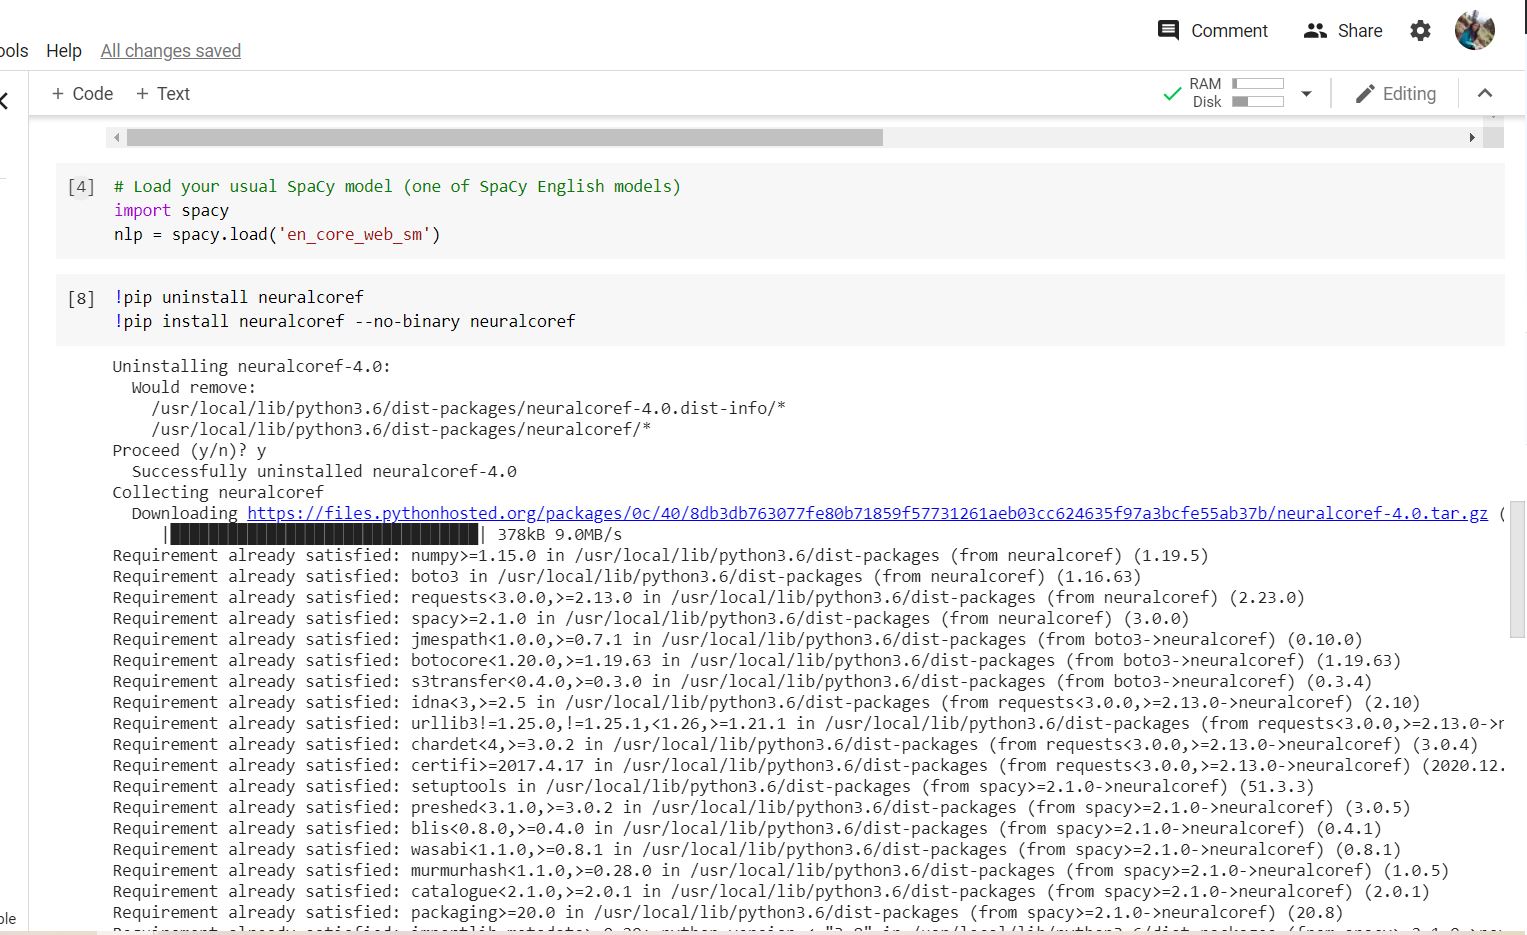 Comment Share
ools Help All changes saved
+ Code + Text RAM Disk Editing
[4] # Load your usual SpaCy model (one of SpaCy English models)
import spacy
nlp = spacy.load('en_core_web_sm')
[8] !pip uninstall neuralcoref
!pip install neuralcoref --no-binary neuralcoref
Uninstalling neuralcoref-4.0:
Would remove:
/usr/local/lib/python3.6/dist-packages/neuralcoref-4.0.dist-info/*
/usr/local/lib/python3.6/dist-packages/neuralcoref/*
Proceed (y/n)? y
Successfully uninstalled neuralcoref-4.0
Collecting neuralcoref
Downloading https://files.pythonhosted.org/packages/0c/40/8db3db763077fe80b71859f57731261aeb03cc624635f97a3bcfe55ab37b/neuralcoref-4.0.tar.gz (
|████████████████████████████████| 378kB 9.0MB/s
Requirement already satisfied: numpy>=1.15.0 in /usr/local/lib/python3.6/dist-packages (from neuralcoref) (1.19.5)
Requirement already satisfied: boto3 in /usr/local/lib/python3.6/dist-packages (from neuralcoref) (1.16.63)
Requirement already satisfied: requests<3.0.0,>=2.13.0 in /usr/local/lib/python3.6/dist-packages (from neuralcoref) (2.23.0)
Requirement already satisfied: spacy>=2.1.0 in /usr/local/lib/python3.6/dist-packages (from neuralcoref) (3.0.0)
Requirement already satisfied: jmespath<1.0.0,>=0.7.1 in /usr/local/lib/python3.6/dist-packages (from boto3->neuralcoref) (0.10.0)
Requirement already satisfied: botocore<1.20.0,>=1.19.63 in /usr/local/lib/python3.6/dist-packages (from boto3->neuralcoref) (1.19.63)
Requirement already satisfied: s3transfer<0.4.0,>=0.3.0 in /usr/local/lib/python3.6/dist-packages (from boto3->neuralcoref) (0.3.4)
Requirement already satisfied: idna<3,>=2.5 in /usr/local/lib/python3.6/dist-packages (from requests<3.0.0,>=2.13.0->neuralcoref) (2.10)
Requirement already satisfied: urllib3!=1.25.0,!=1.25.1,<1.26,>=1.21.1 in /usr/local/lib/python3.6/dist-packages (from requests<3.0.0,>=2.13.0->r
Requirement already satisfied: chardet<4,>=3.0.2 in /usr/local/lib/python3.6/dist-packages (from requests<3.0.0,>=2.13.0->neuralcoref) (3.0.4)
Requirement already satisfied: certifi>=2017.4.17 in /usr/local/lib/python3.6/dist-packages (from requests<3.0.0,>=2.13.0->neuralcoref) (2020.12.
Requirement already satisfied: setuptools in /usr/local/lib/python3.6/dist-packages (from spacy>=2.1.0->neuralcoref) (51.3.3)
Requirement already satisfied: preshed<3.1.0,>=3.0.2 in /usr/local/lib/python3.6/dist-packages (from spacy>=2.1.0->neuralcoref) (3.0.5)
Requirement already satisfied: blis<0.8.0,>=0.4.0 in /usr/local/lib/python3.6/dist-packages (from spacy>=2.1.0->neuralcoref) (0.4.1)
Requirement already satisfied: wasabi<1.1.0,>=0.8.1 in /usr/local/lib/python3.6/dist-packages (from spacy>=2.1.0->neuralcoref) (0.8.1)
Requirement already satisfied: murmurhash<1.1.0,>=0.28.0 in /usr/local/lib/python3.6/dist-packages (from spacy>=2.1.0->neuralcoref) (1.0.5)
Requirement already satisfied: catalogue<2.1.0,>=2.0.1 in /usr/local/lib/python3.6/dist-packages (from spacy>=2.1.0->neuralcoref) (2.0.1)
Requirement already satisfied: packaging>=20.0 in /usr/local/lib/python3.6/dist-packages (from spacy>=2.1.0->neuralcoref) (20.8)
ble